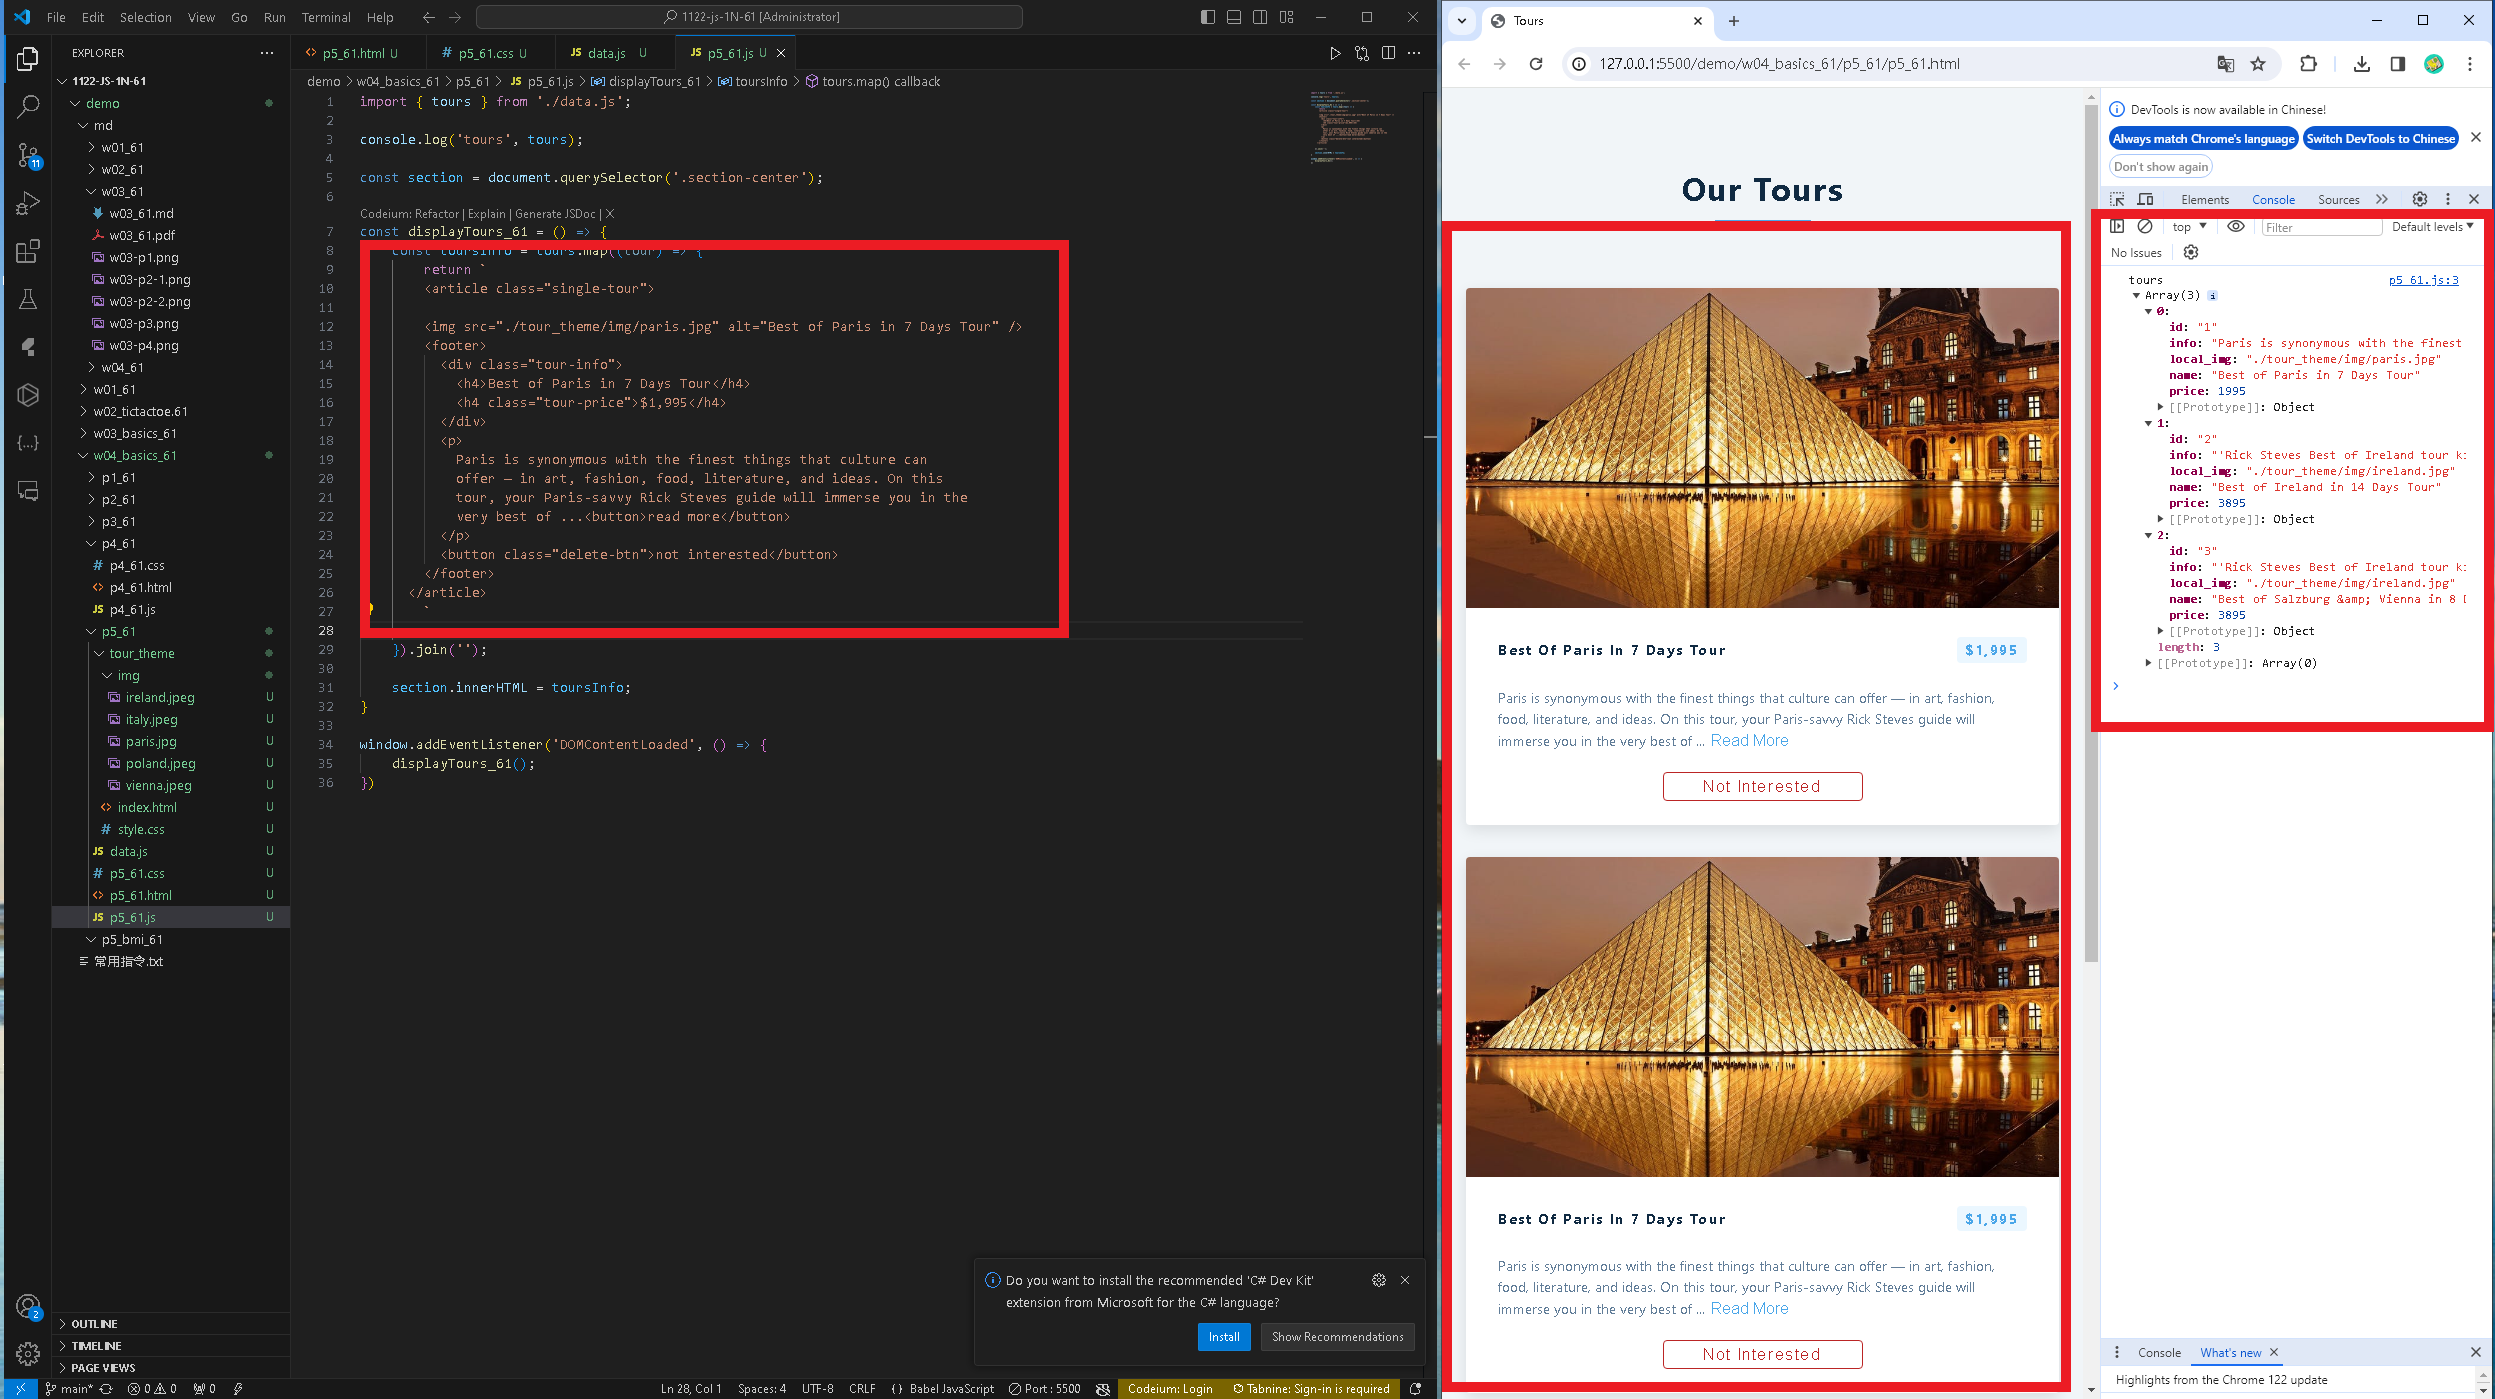 File Edit Selection View Go Run Terminal Help
1122-js-1N-61 [Administrator]
EXPLORER
1122-JS-1N-61
demo
md
w01_61
w02_61
w03_61
w03_61.md
w03_61.pdf
w03-p1.png
w03-p2-1.png
w03-p2-2.png
w03-p3.png
w03-p4.png
w04_61
w01_61
w02_tictactoe.61
w03_basics_61
w04_basics_61
p1_61
p2_61
p3_61
p4_61
p4_61.css
p4_61.html
p4_61.js
p5_61
tour_theme
img
ireland.jpeg U
italy.jpeg U
paris.jpg U
poland.jpeg U
vienna.jpeg U
index.html U
style.css U
data.js U
p5_61.css U
p5_61.html U
p5_61.js U
p5_bmi_61
常用指令.txt
OUTLINE
TIMELINE
PAGE VIEWS
11
2
p5_61.html U p5_61.css U data.js U p5_61.js U
demo > w04_basics_61 > p5_61 > JS p5_61.js > displayTours_61 > toursInfo > tours.map() callback
1 import { tours } from './data.js';
2
3 console.log('tours', tours);
4
5 const section = document.querySelector('.section-center');
6
Codeium: Refactor | Explain | Generate JSDoc | X
7 const displayTours_61 = () => {
8 const toursInfo = tours.map((tour) => {
9 return `
10 <article class="single-tour">
11
12 <img src="./tour_theme/img/paris.jpg" alt="Best of Paris in 7 Days Tour" />
13 <footer>
14 <div class="tour-info">
15 <h4>Best of Paris in 7 Days Tour</h4>
16 <h4 class="tour-price">$1,995</h4>
17 </div>
18 <p>
19 Paris is synonymous with the finest things that culture can
20 offer — in art, fashion, food, literature, and ideas. On this
21 tour, your Paris-savvy Rick Steves guide will immerse you in the
22 very best of ...<button>read more</button>
23 </p>
24 <button class="delete-btn">not interested</button>
25 </footer>
26 </article>
27 `
28
29 }).join('');
30
31 section.innerHTML = toursInfo;
32 }
33
34 window.addEventListener('DOMContentLoaded', () => {
35 displayTours_61();
36 })
Do you want to install the recommended 'C# Dev Kit'
extension from Microsoft for the C# language?
Install Show Recommendations
main* 0 0 0 Ln 28, Col 1 Spaces: 4 UTF-8 CRLF {} Babel JavaScript Port : 5500 Codeium: Login Tabnine: Sign-in is required
Tours
127.0.0.1:5500/demo/w04_basics_61/p5_61/p5_61.html
Our Tours
Best Of Paris In 7 Days Tour $1,995
Paris is synonymous with the finest things that culture can offer — in art, fashion,
food, literature, and ideas. On this tour, your Paris-savvy Rick Steves guide will
immerse you in the very best of ... Read More
Not Interested
Best Of Paris In 7 Days Tour $1,995
Paris is synonymous with the finest things that culture can offer — in art, fashion,
food, literature, and ideas. On this tour, your Paris-savvy Rick Steves guide will
immerse you in the very best of ... Read More
Not Interested
DevTools is now available in Chinese!
Always match Chrome's language Switch DevTools to Chinese
Don't show again
Elements Console Sources
top Filter Default levels
No Issues
tours p5_61.js:3
Array(3)
0:
id: "1"
info: "Paris is synonymous with the finest
local_img: "./tour_theme/img/paris.jpg"
name: "Best of Paris in 7 Days Tour"
price: 1995
[[Prototype]]: Object
1:
id: "2"
info: "'Rick Steves Best of Ireland tour k
local_img: "./tour_theme/img/ireland.jpg"
name: "Best of Ireland in 14 Days Tour"
price: 3895
[[Prototype]]: Object
2:
id: "3"
info: "'Rick Steves Best of Ireland tour k
local_img: "./tour_theme/img/ireland.jpg"
name: "Best of Salzburg &amp; Vienna in 8
price: 3895
[[Prototype]]: Object
length: 3
[[Prototype]]: Array(0)
Console What's new
Highlights from the Chrome 122 update